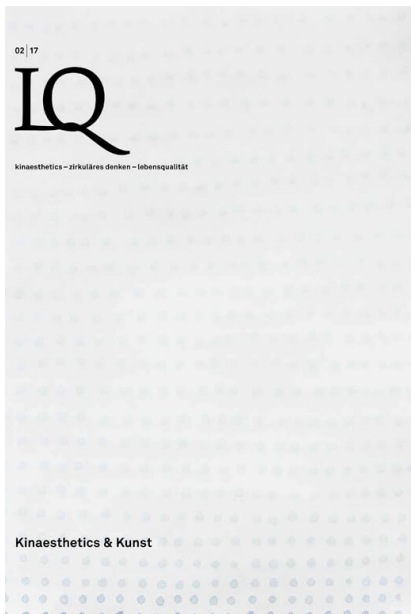 02|17
LQ
kinaesthetics – zirkuläres denken – lebensqualität
Kinaesthetics & Kunst